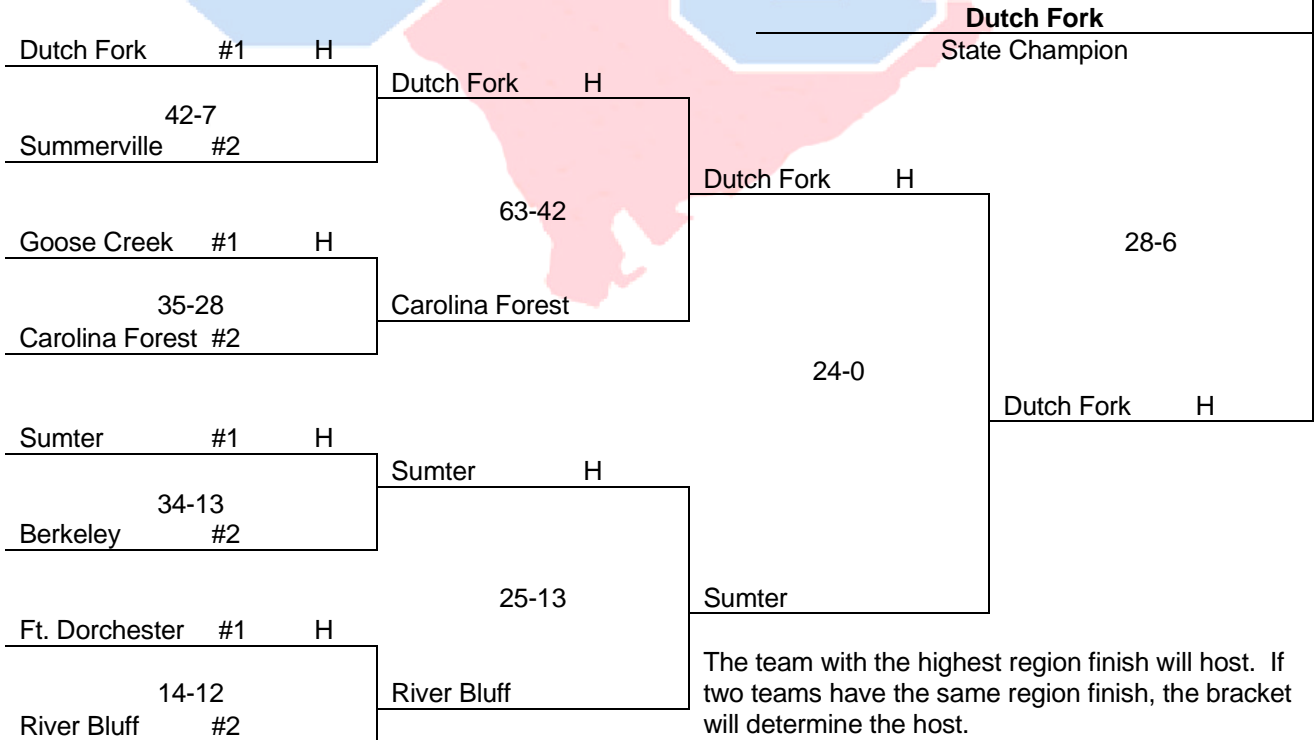 Dutch Fork
State Champion
Dutch Fork #1 H
42-7
Summerville #2
Dutch Fork H
63-42
Goose Creek #1 H
35-28
Carolina Forest #2
Carolina Forest
Dutch Fork H
24-0
28-6
Dutch Fork H
Sumter #1 H
34-13
Berkeley #2
Sumter H
25-13
Ft. Dorchester #1 H
14-12
River Bluff #2
River Bluff
Sumter
The team with the highest region finish will host. If
two teams have the same region finish, the bracket
will determine the host.